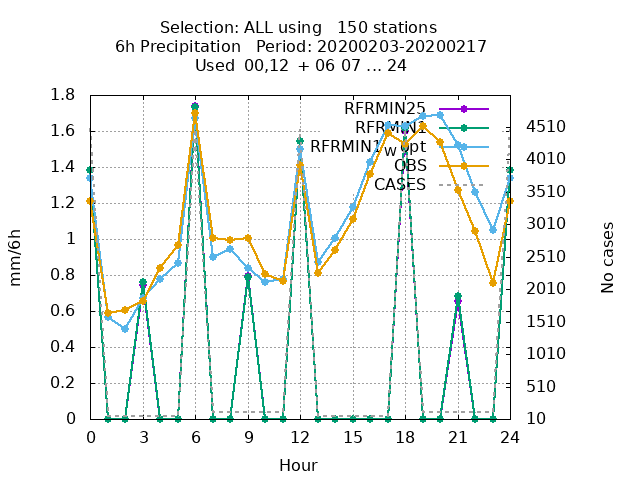 Selection: ALL using 150 stations
6h Precipitation Period: 20200203-20200217
Used 00,12 + 06 07 ... 24
1.8
1.6
1.4
1.2
1
0.8
0.6
0.4
0.2
0
mm/6h
RFRMIN25
RFRMIN1
RFRMIN1wopt
OBS
CASES
4510
4010
3510
3010
2510
2010
1510
1010
510
10
No cases
0 3 6 9 12 15 18 21 24
Hour